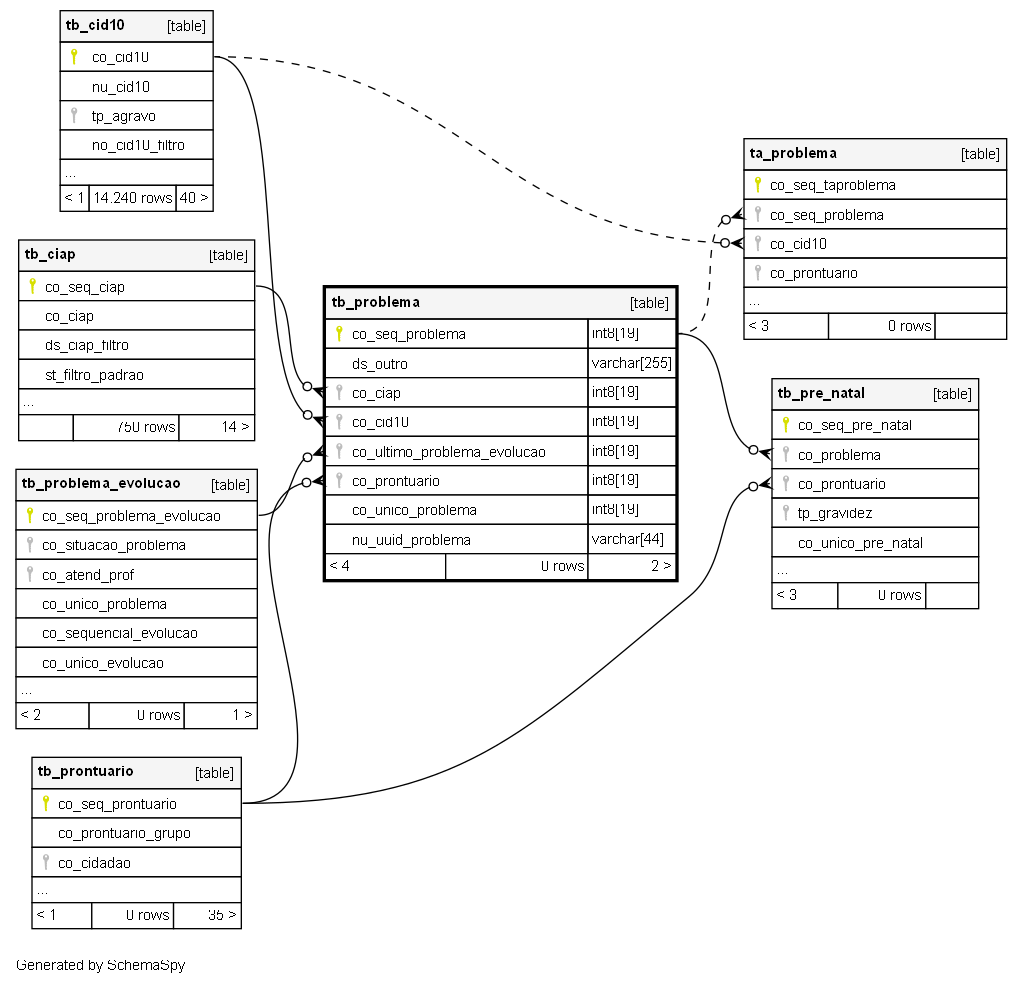 tb_cid10 [table]
co_cid10
nu_cid10
tp_agravo
no_cid10_filtro
...
< 1 14.240 rows 40 >
tb_ciap [table]
co_seq_ciap
co_ciap
ds_ciap_filtro
st_filtro_padrao
...
750 rows 14 >
tb_problema_evolucao [table]
co_seq_problema_evolucao
co_situacao_problema
co_atend_prof
co_unico_problema
co_sequencial_evolucao
co_unico_evolucao
...
< 2 0 rows 1 >
tb_prontuario [table]
co_seq_prontuario
co_prontuario_grupo
co_cidadao
...
< 1 0 rows 35 >
tb_problema [table]
co_seq_problema int8[19]
ds_outro varchar[255]
co_ciap int8[19]
co_cid10 int8[19]
co_ultimo_problema_evolucao int8[19]
co_prontuario int8[19]
co_unico_problema int8[19]
nu_uuid_problema varchar[44]
< 4 0 rows 2 >
ta_problema [table]
co_seq_taproblema
co_seq_problema
co_cid10
co_prontuario
...
< 3 0 rows
tb_pre_natal [table]
co_seq_pre_natal
co_problema
co_prontuario
tp_gravidez
co_unico_pre_natal
...
< 3 0 rows
Generated by SchemaSpy